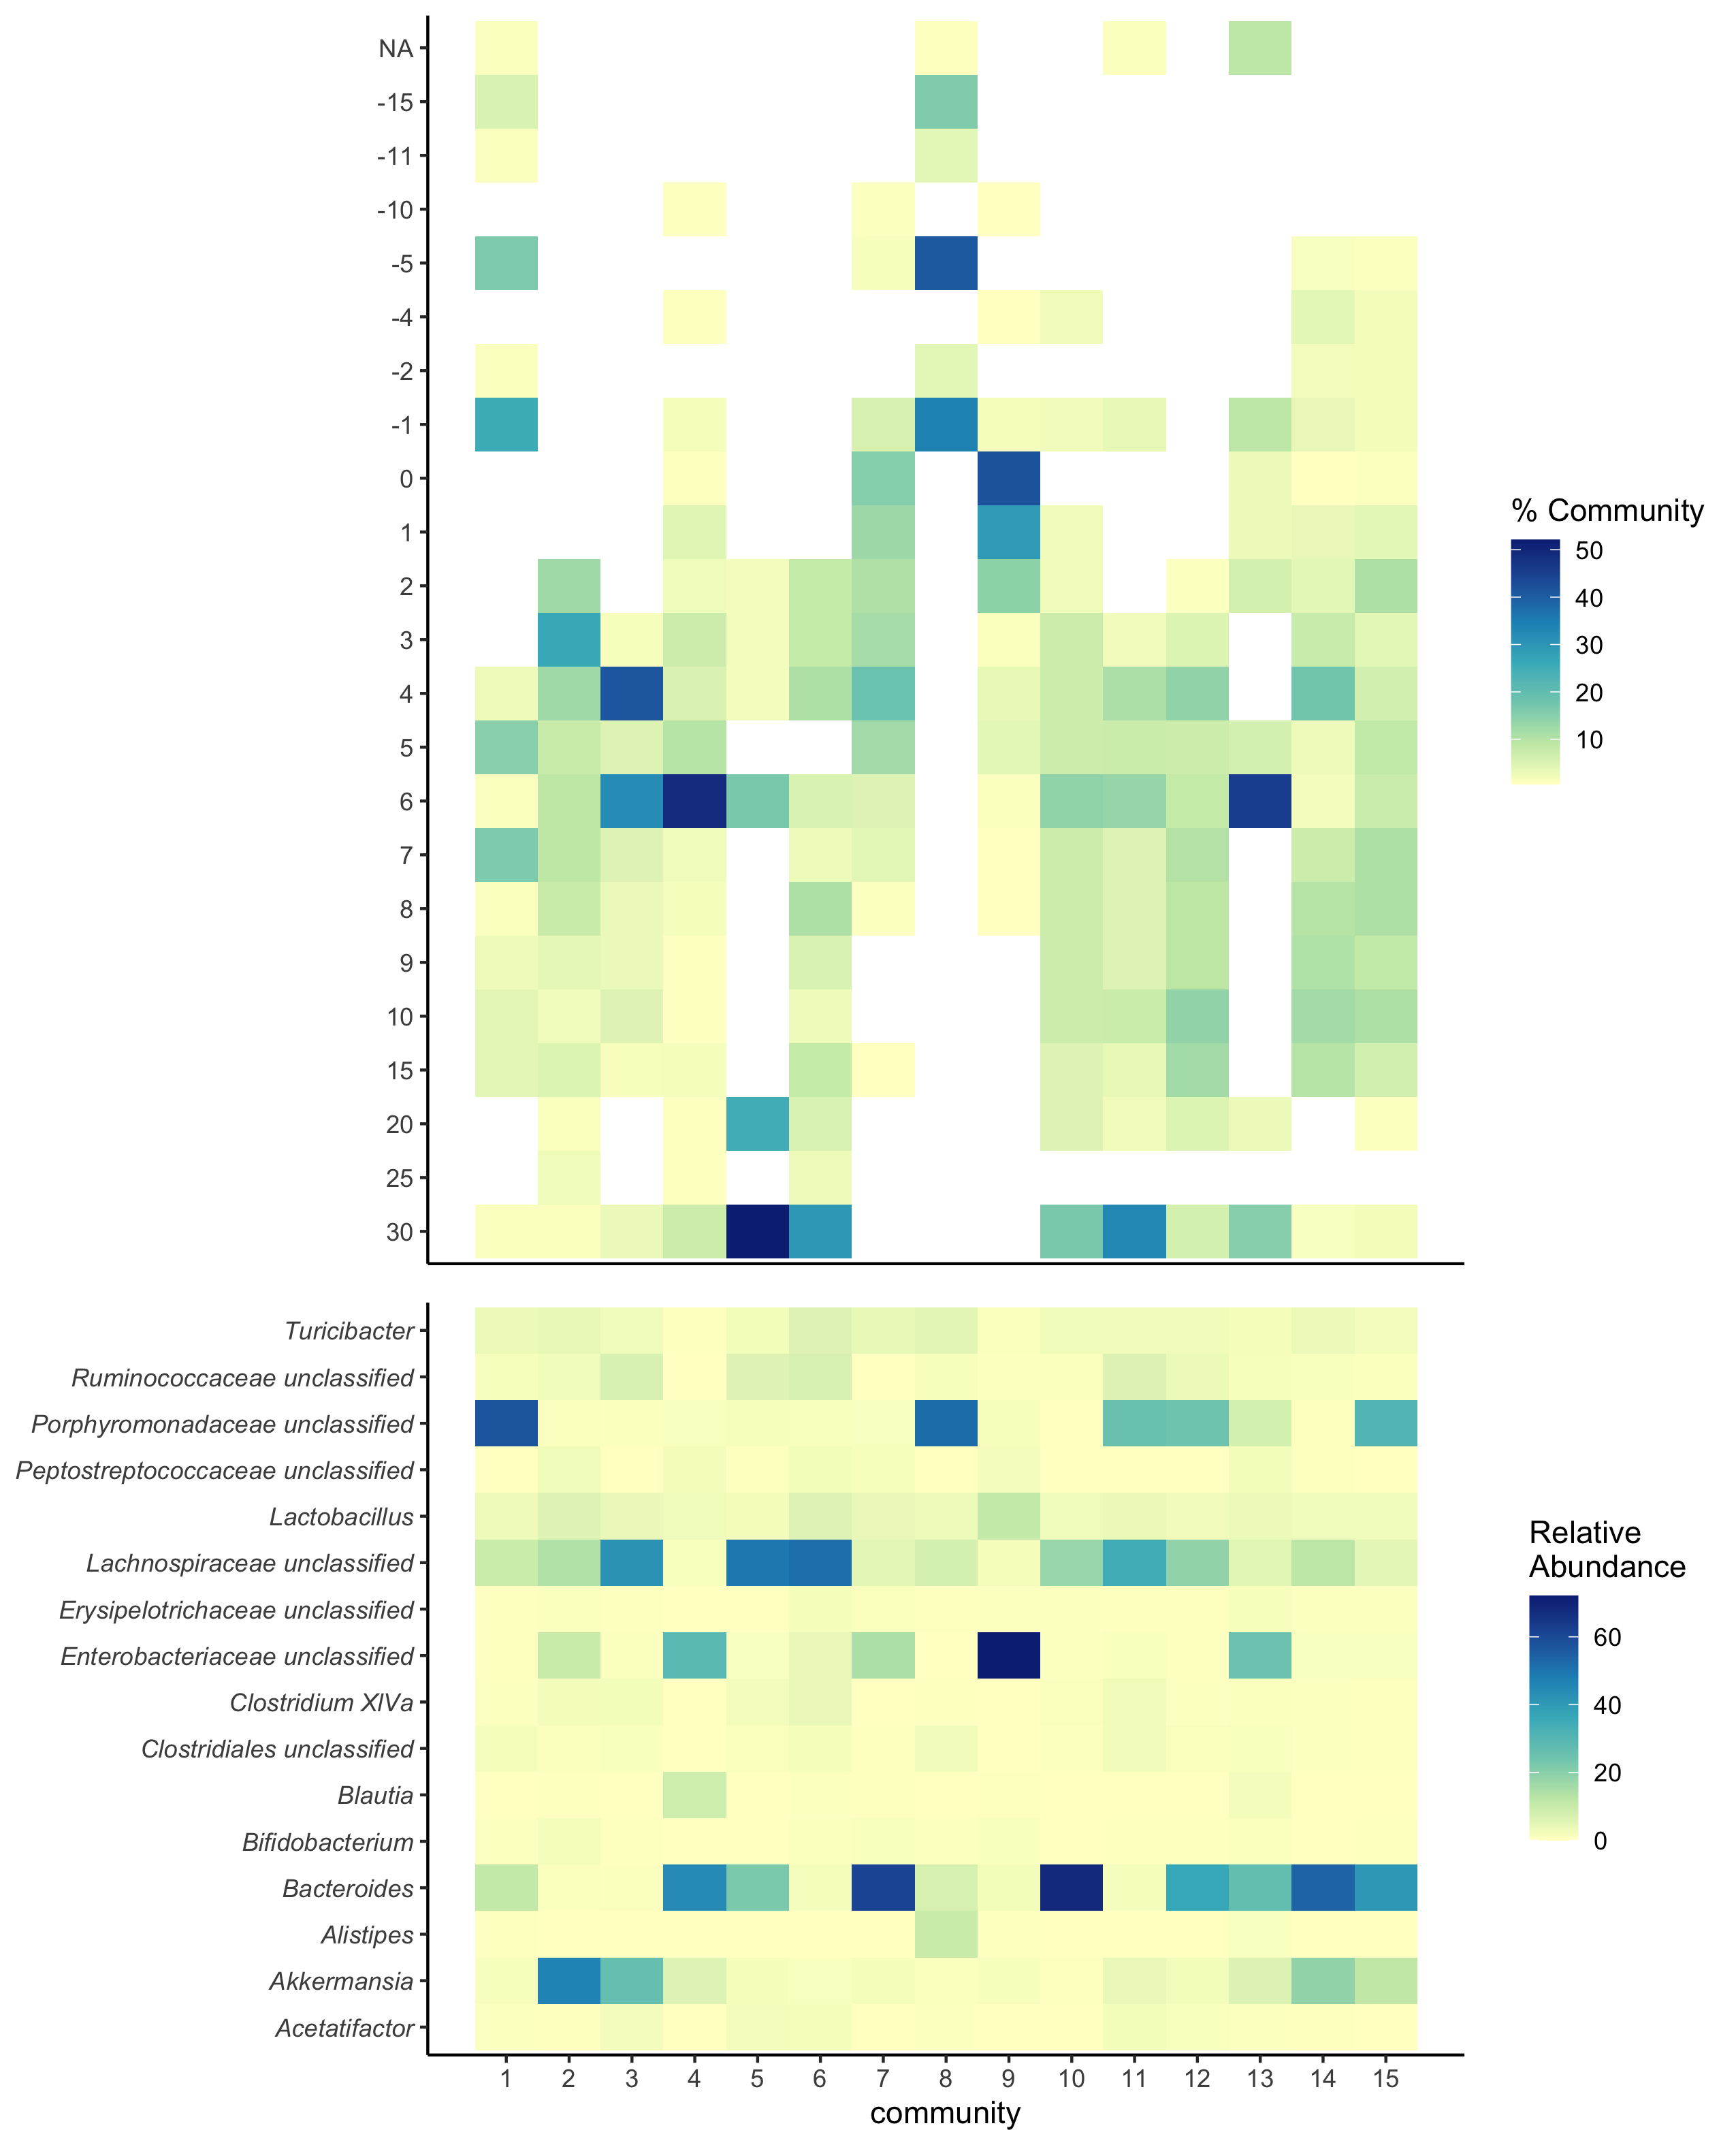 NA
-15
-11
-10
-5
-4
-2
-1
0
1
2
3
4
5
6
7
8
9
10
15
20
25
30
% Community
50
40
30
20
10
Turicibacter
Ruminococcaceae unclassified
Porphyromonadaceae unclassified
Peptostreptococcaceae unclassified
Lactobacillus
Lachnospiraceae unclassified
Erysipelotrichaceae unclassified
Enterobacteriaceae unclassified
Clostridium XlVa
Clostridiales unclassified
Blautia
Bifidobacterium
Bacteroides
Alistipes
Akkermansia
Acetatifactor
Relative
Abundance
60
40
20
0
1 2 3 4 5 6 7 8 9 10 11 12 13 14 15
community